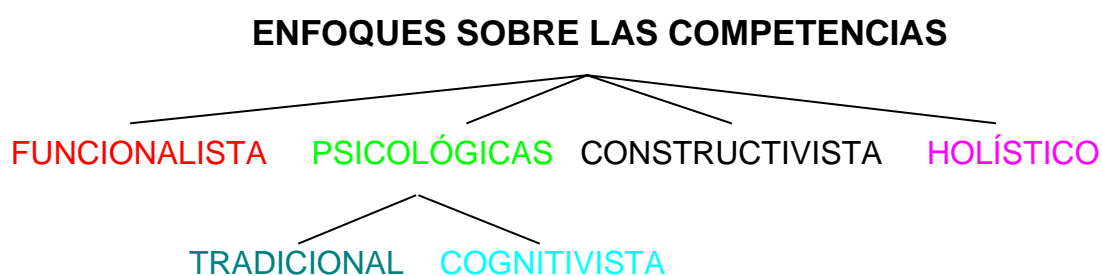 ENFOQUES SOBRE LAS COMPETENCIAS
FUNCIONALISTA PSICOLÓGICAS CONSTRUCTIVISTA HOLÍSTICO
TRADICIONAL COGNITIVISTA